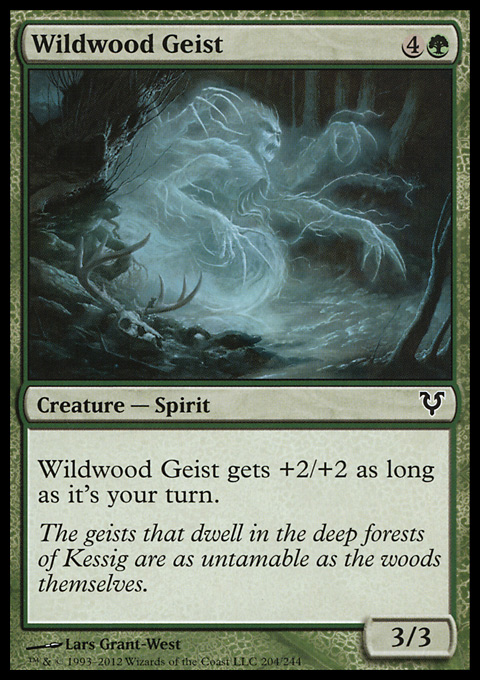 Wildwood Geist 4
Creature — Spirit
Wildwood Geist gets +2/+2 as long
as it's your turn.
The geists that dwell in the deep forests
of Kessig are as untamable as the woods
themselves.
3/3
Lars Grant-West
™ & © 1993–2012 Wizards of the Coast LLC 204/244